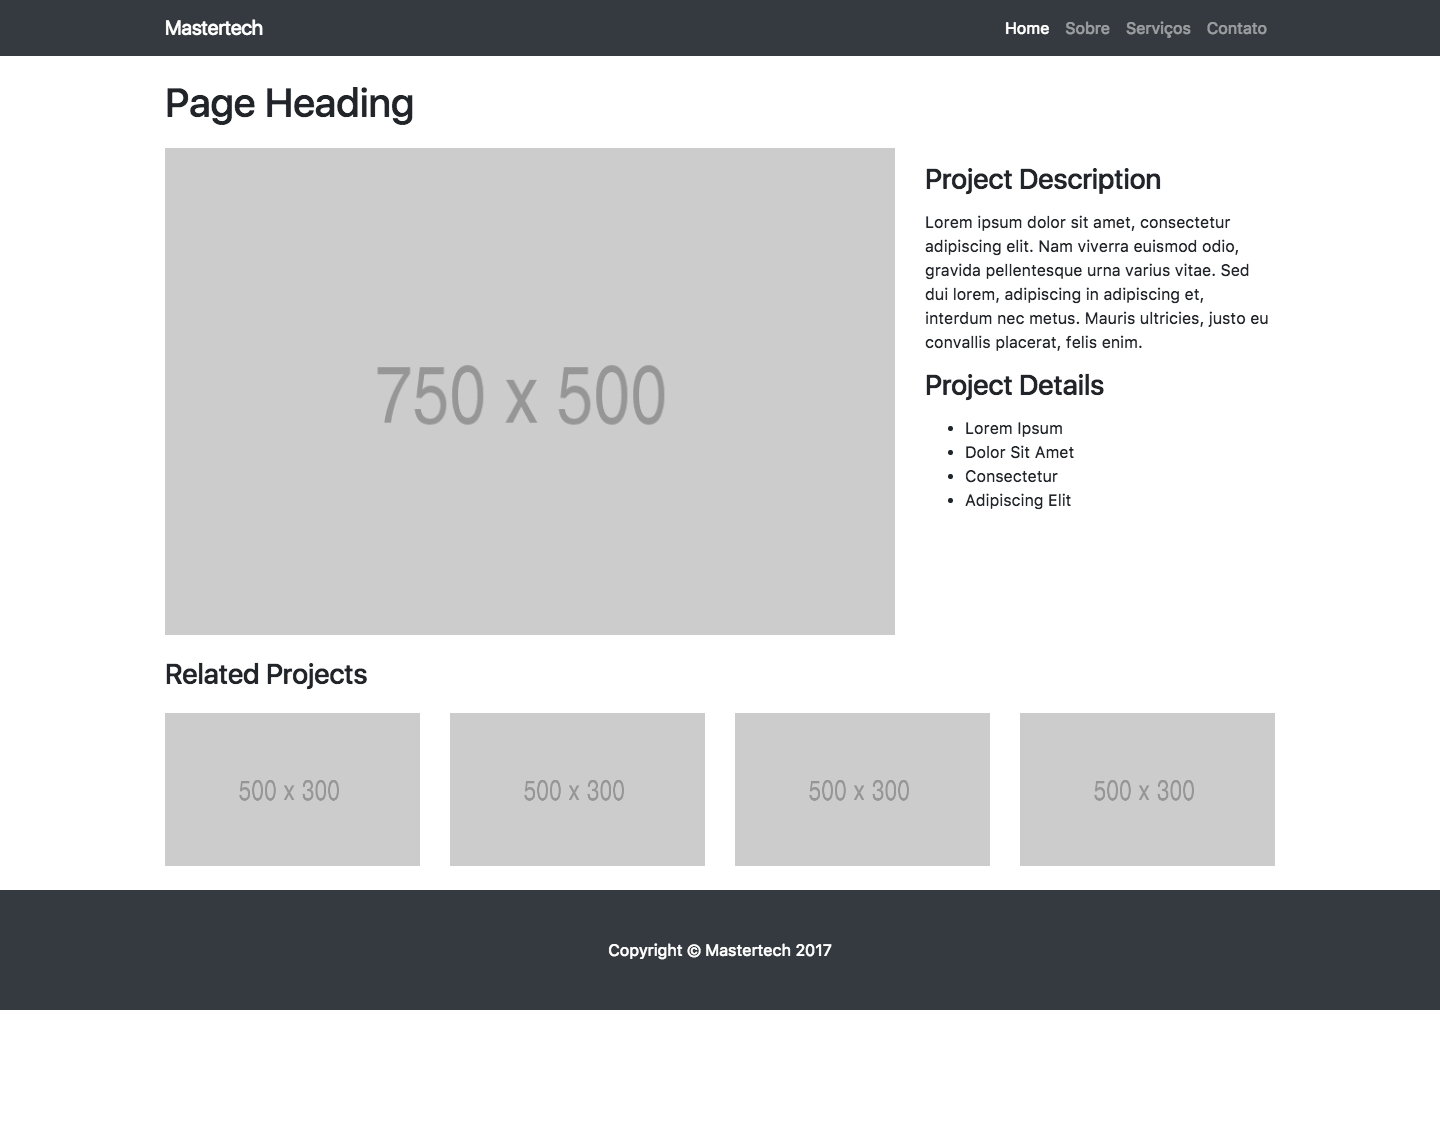 Mastertech
Home Sobre Serviços Contato
Page Heading
750 x 500
Project Description
Lorem ipsum dolor sit amet, consectetur
adipiscing elit. Nam viverra euismod odio,
gravida pellentesque urna varius vitae. Sed
dui lorem, adipiscing in adipiscing et,
interdum nec metus. Mauris ultricies, justo eu
convallis placerat, felis enim.
Project Details
• Lorem Ipsum
• Dolor Sit Amet
• Consectetur
• Adipiscing Elit
Related Projects
500 x 300
500 x 300
500 x 300
500 x 300
Copyright © Mastertech 2017